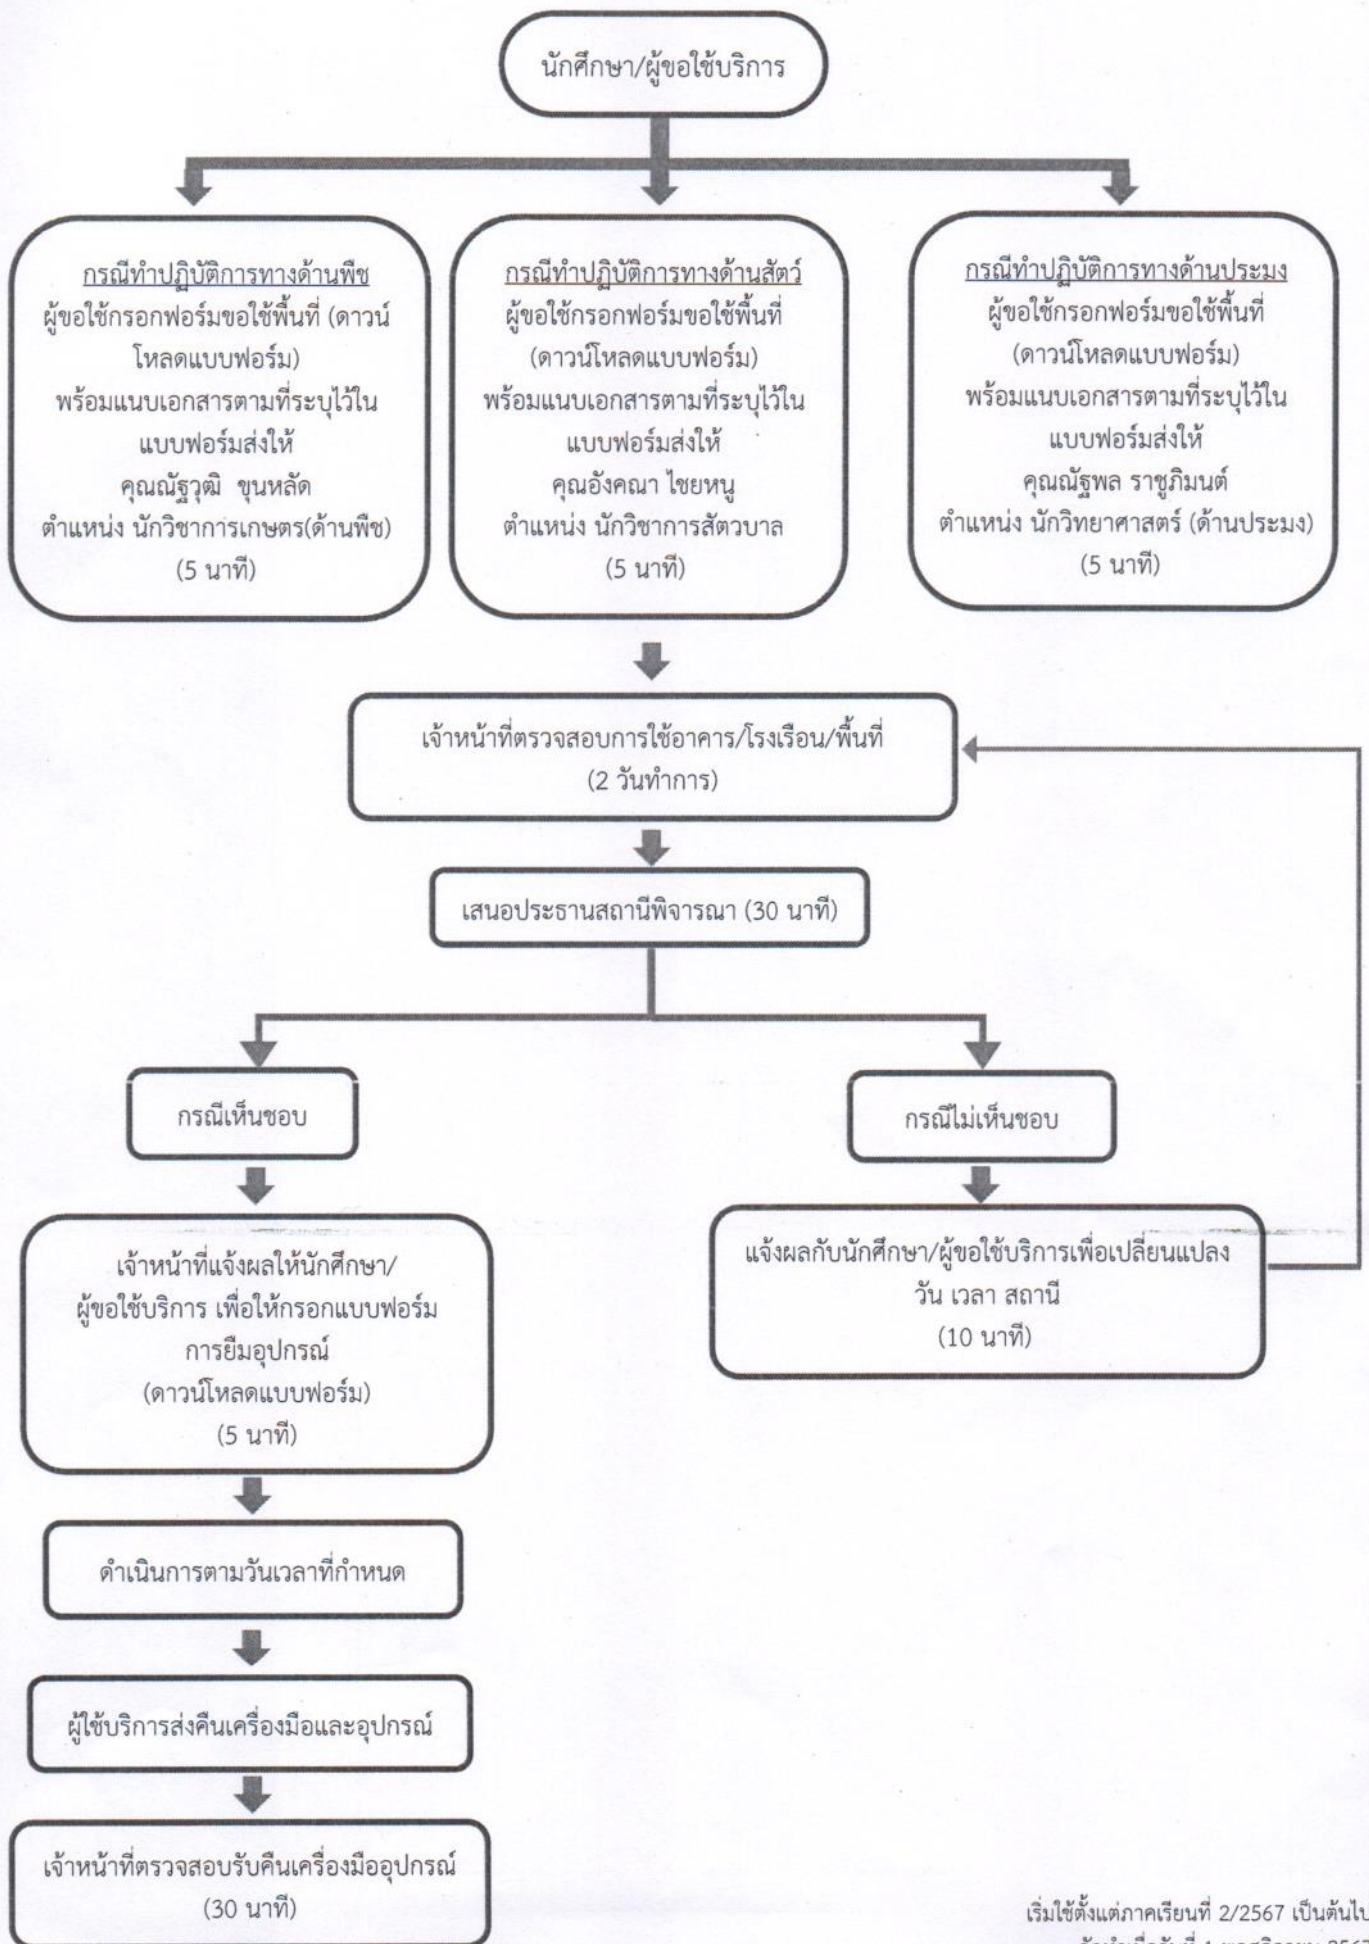 นักศึกษา/ผู้ขอใช้บริการ
กรณีทำปฏิบัติการทางด้านพืช
ผู้ขอใช้กรอกฟอร์มขอใช้พื้นที่ (ดาวน์
โหลดแบบฟอร์ม)
พร้อมแนบเอกสารตามที่ระบุไว้ใน
แบบฟอร์มส่งให้
คุณณัฐวุฒิ ขุนหลัด
ตำแหน่ง นักวิชาการเกษตร(ด้านพืช)
(5 นาที)
กรณีทำปฏิบัติการทางด้านสัตว์
ผู้ขอใช้กรอกฟอร์มขอใช้พื้นที่
(ดาวน์โหลดแบบฟอร์ม)
พร้อมแนบเอกสารตามที่ระบุไว้ใน
แบบฟอร์มส่งให้
คุณอังคณา ไชยหนู
ตำแหน่ง นักวิชาการสัตวบาล
(5 นาที)
กรณีทำปฏิบัติการทางด้านประมง
ผู้ขอใช้กรอกฟอร์มขอใช้พื้นที่
(ดาวน์โหลดแบบฟอร์ม)
พร้อมแนบเอกสารตามที่ระบุไว้ใน
แบบฟอร์มส่งให้
คุณณัฐพล ราชูภิมนต์
ตำแหน่ง นักวิทยาศาสตร์ (ด้านประมง)
(5 นาที)
เจ้าหน้าที่ตรวจสอบการใช้อาคาร/โรงเรือน/พื้นที่
(2 วันทำการ)
เสนอประธานสถานีพิจารณา (30 นาที)
กรณีเห็นชอบ
กรณีไม่เห็นชอบ
เจ้าหน้าที่แจ้งผลให้นักศึกษา/
ผู้ขอใช้บริการ เพื่อให้กรอกแบบฟอร์ม
การยืมอุปกรณ์
(ดาวน์โหลดแบบฟอร์ม)
(5 นาที)
แจ้งผลกับนักศึกษา/ผู้ขอใช้บริการเพื่อเปลี่ยนแปลง
วัน เวลา สถานี
(10 นาที)
ดำเนินการตามวันเวลาที่กำหนด
ผู้ใช้บริการส่งคืนเครื่องมือและอุปกรณ์
เจ้าหน้าที่ตรวจสอบรับคืนเครื่องมืออุปกรณ์
(30 นาที)
เริ่มใช้ตั้งแต่ภาคเรียนที่ 2/2567 เป็นต้นไป